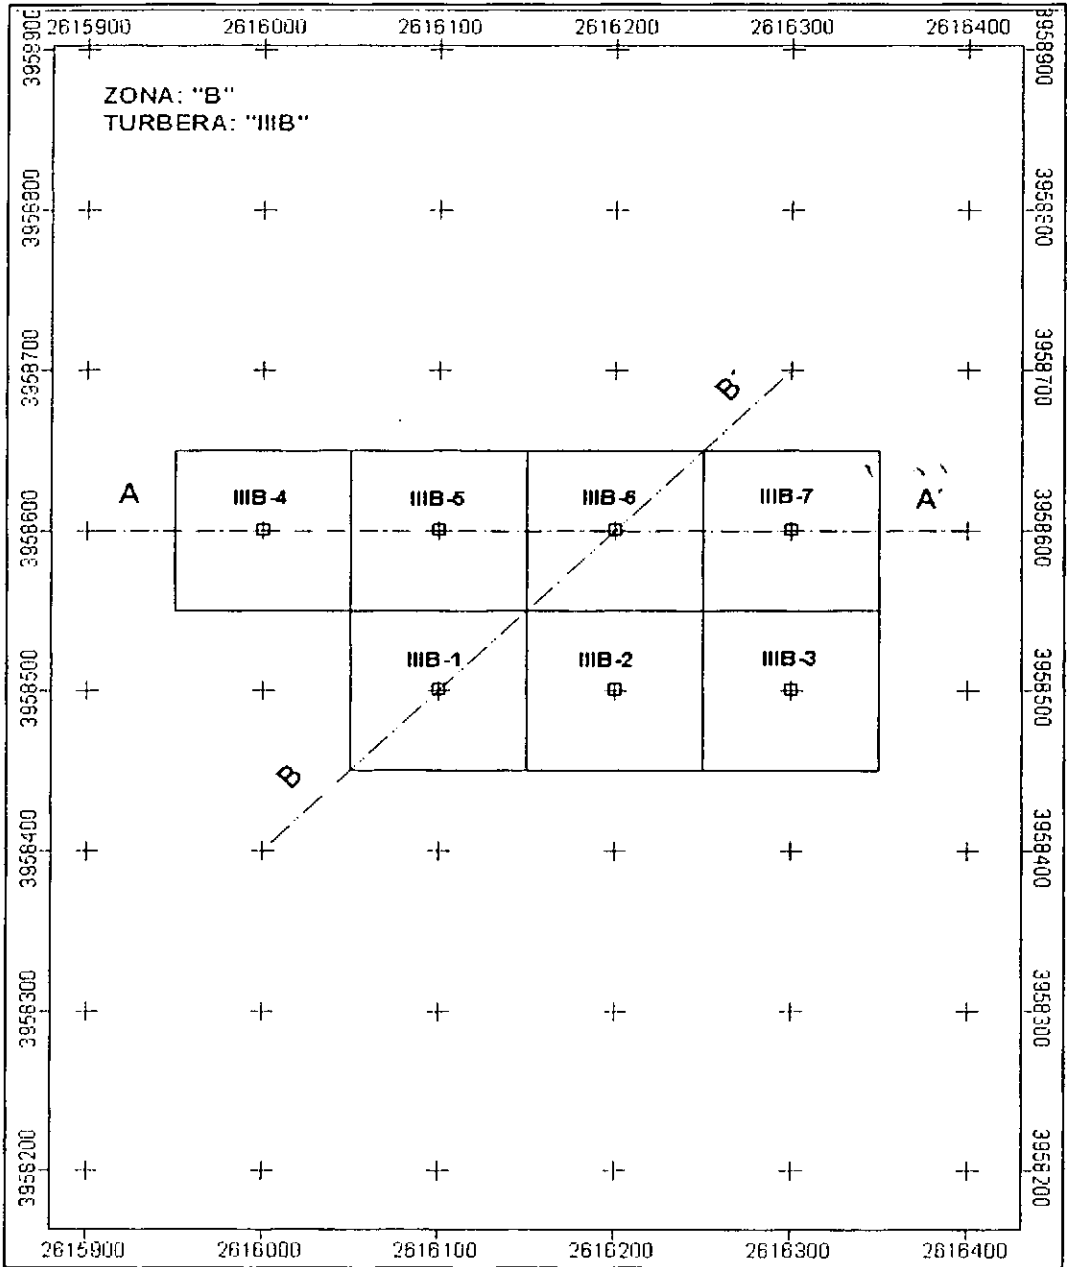 2615900 2616000 2616100 2616200 2616300 2616400
3958900 3958900
ZONA: "B"
TURBERA: "IIIB"
3958800 3958800
3958700 3958700
B´
A IIIB-4 IIIB-5 IIIB-6 IIIB-7 A´
3958600 3958600
IIIB-1 IIIB-2 IIIB-3
3958500 3958500
B
3958400 3958400
3958300 3958300
3958200 3958200
2615900 2616000 2616100 2616200 2616300 2616400